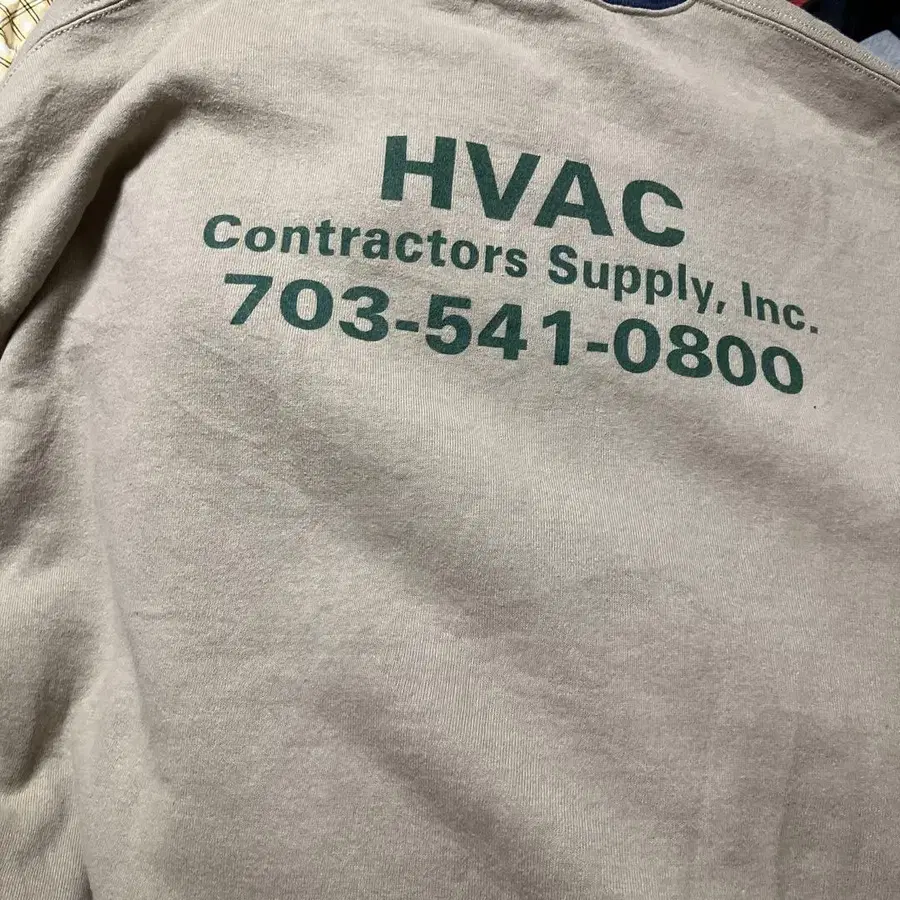 HVAC
Contractors Supply, Inc.
703-541-0800